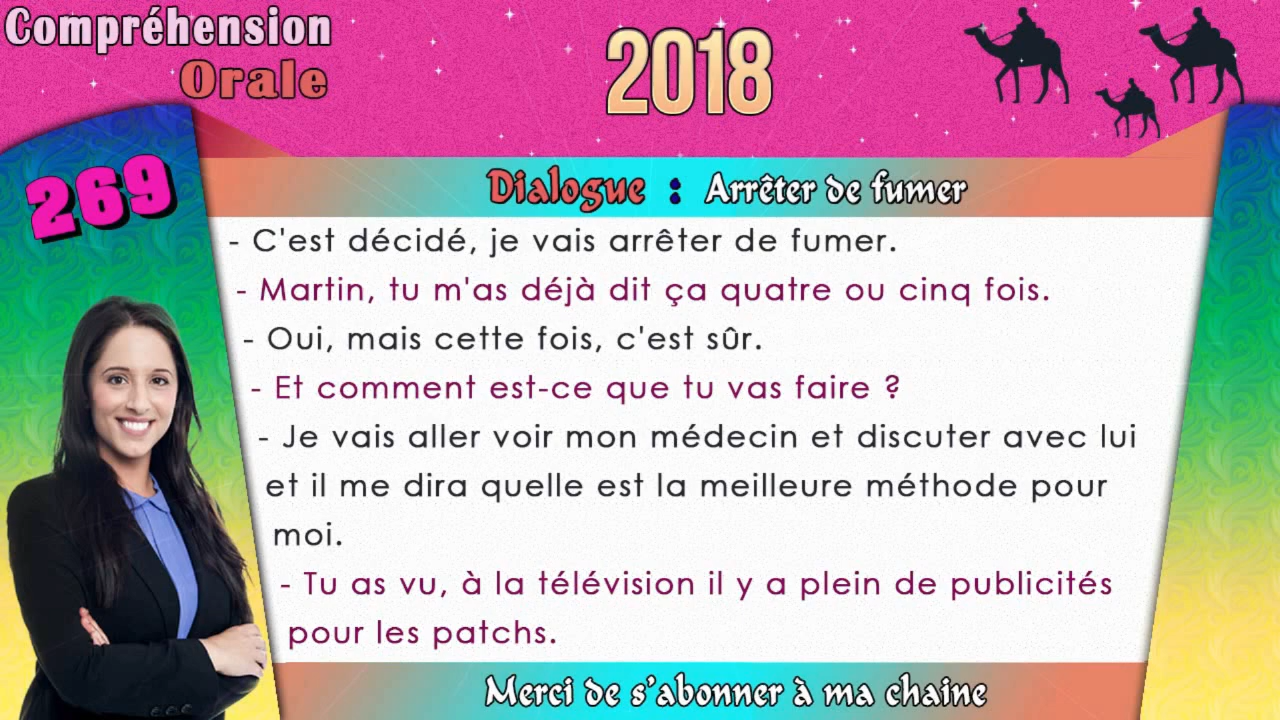 Compréhension
Orale
2018
269
Dialogue : Arrêter de fumer
- C'est décidé, je vais arrêter de fumer.
- Martin, tu m'as déjà dit ça quatre ou cinq fois.
- Oui, mais cette fois, c'est sûr.
- Et comment est-ce que tu vas faire ?
- Je vais aller voir mon médecin et discuter avec lui
et il me dira quelle est la meilleure méthode pour
moi.
- Tu as vu, à la télévision il y a plein de publicités
pour les patchs.
Merci de s'abonner à ma chaine